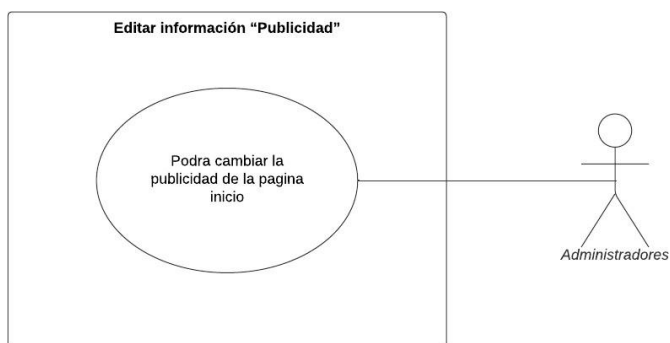 Editar información “Publicidad”
Podra cambiar la
publicidad de la pagina
inicio
Administradores